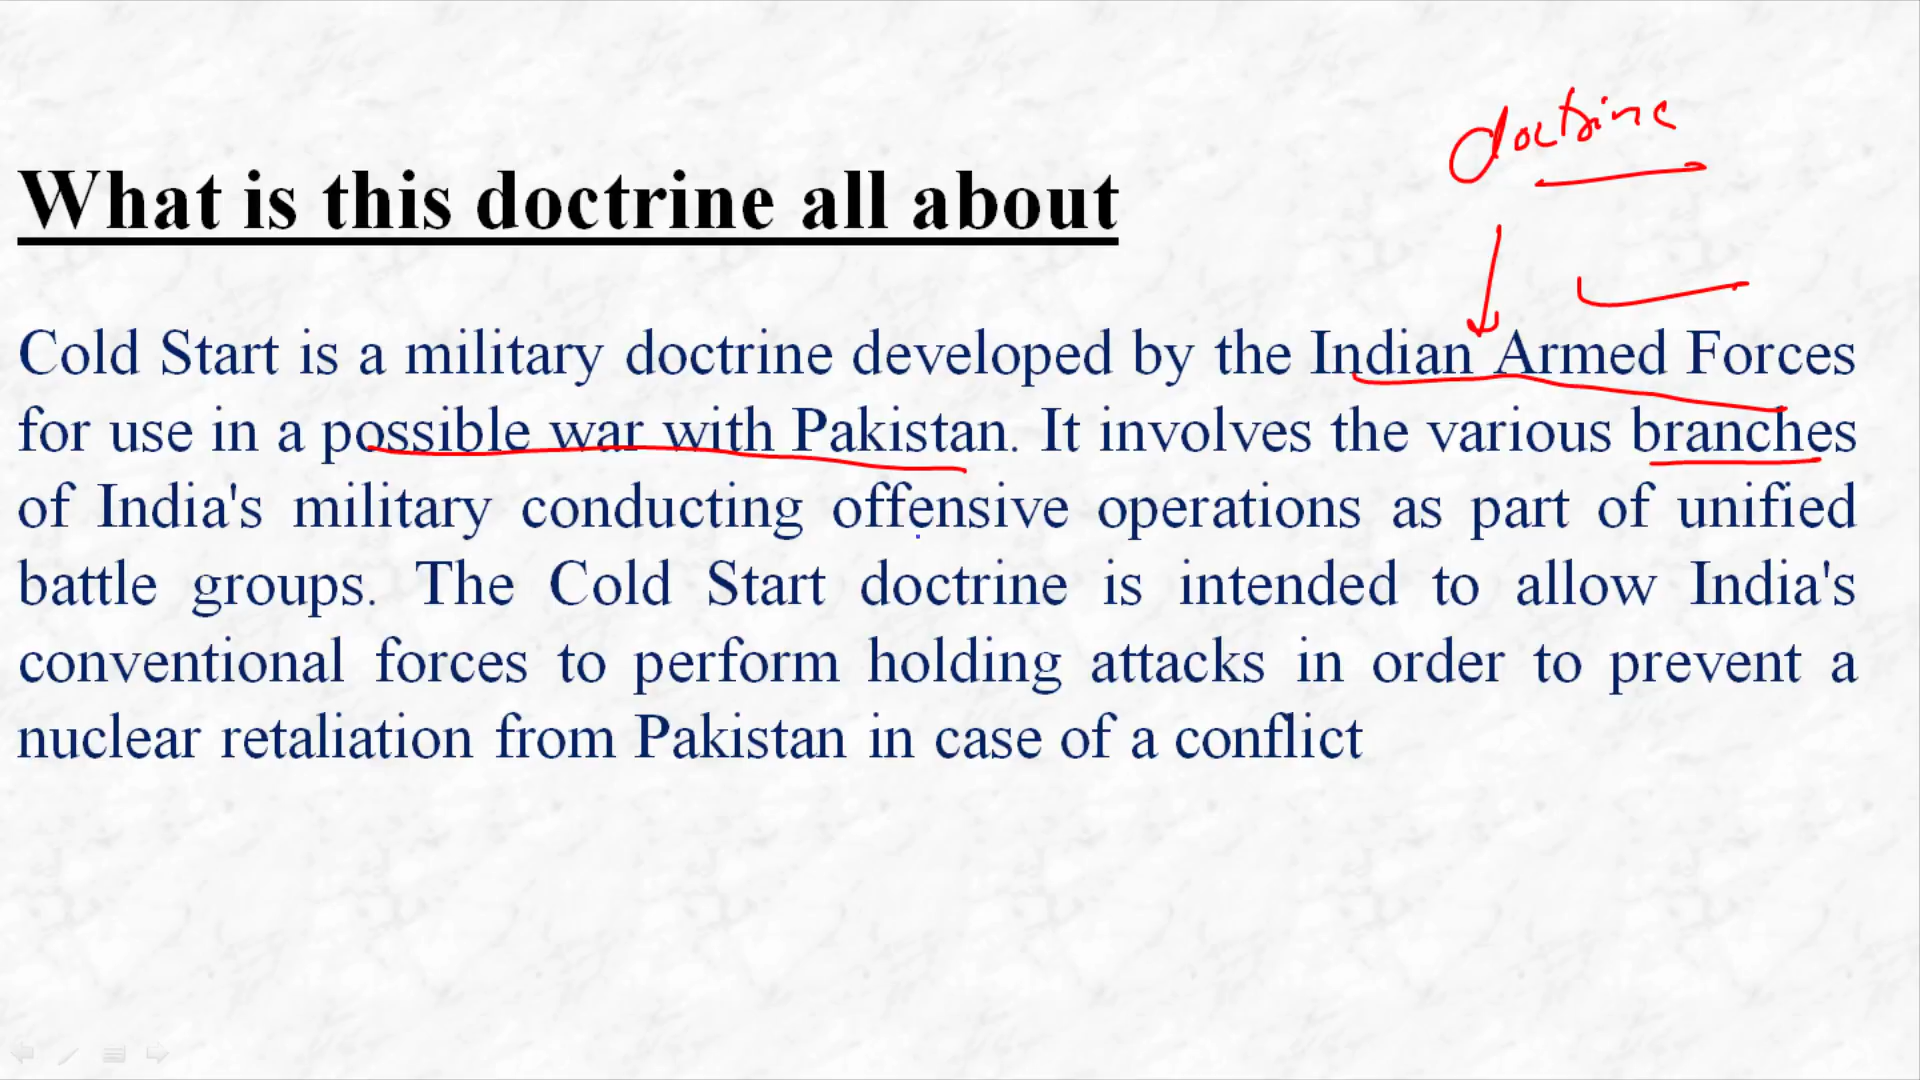 doctrine
What is this doctrine all about
Cold Start is a military doctrine developed by the Indian Armed Forces
for use in a possible war with Pakistan. It involves the various branches
of India's military conducting offensive operations as part of unified
battle groups. The Cold Start doctrine is intended to allow India's
conventional forces to perform holding attacks in order to prevent a
nuclear retaliation from Pakistan in case of a conflict